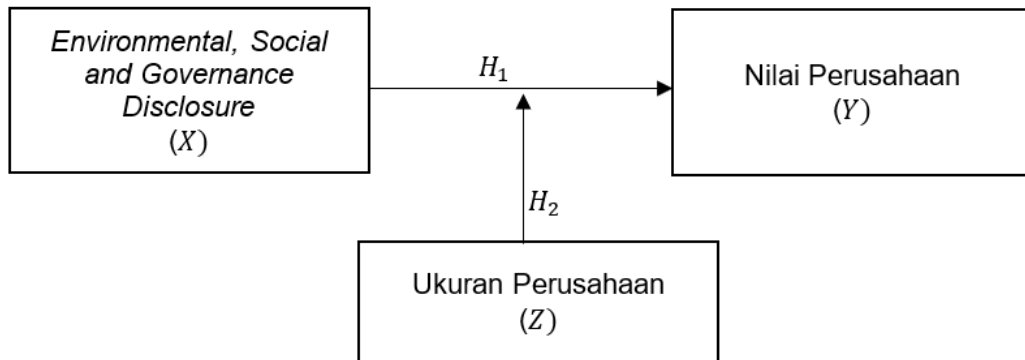 Environmental, Social
and Governance
Disclosure
(X)
H₁
Nilai Perusahaan
(Y)
H₂
Ukuran Perusahaan
(Z)